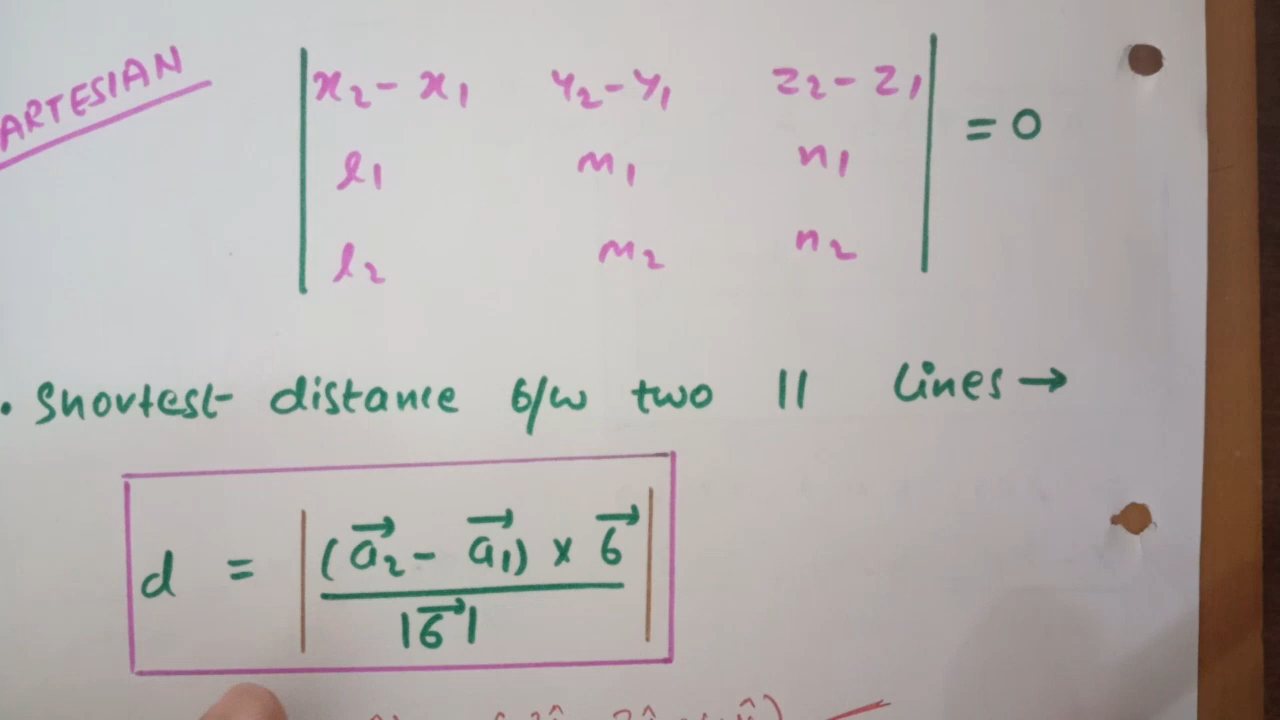 ARTESIAN
| x₂ - x₁ y₂ - y₁ z₂ - z₁ |
| l₁ m₁ n₁ | = 0
| l₂ m₂ n₂ |
• Shortest distance b/w two || lines →
d = | (a⃗₂ - a⃗₁) × b⃗ |
|b⃗|